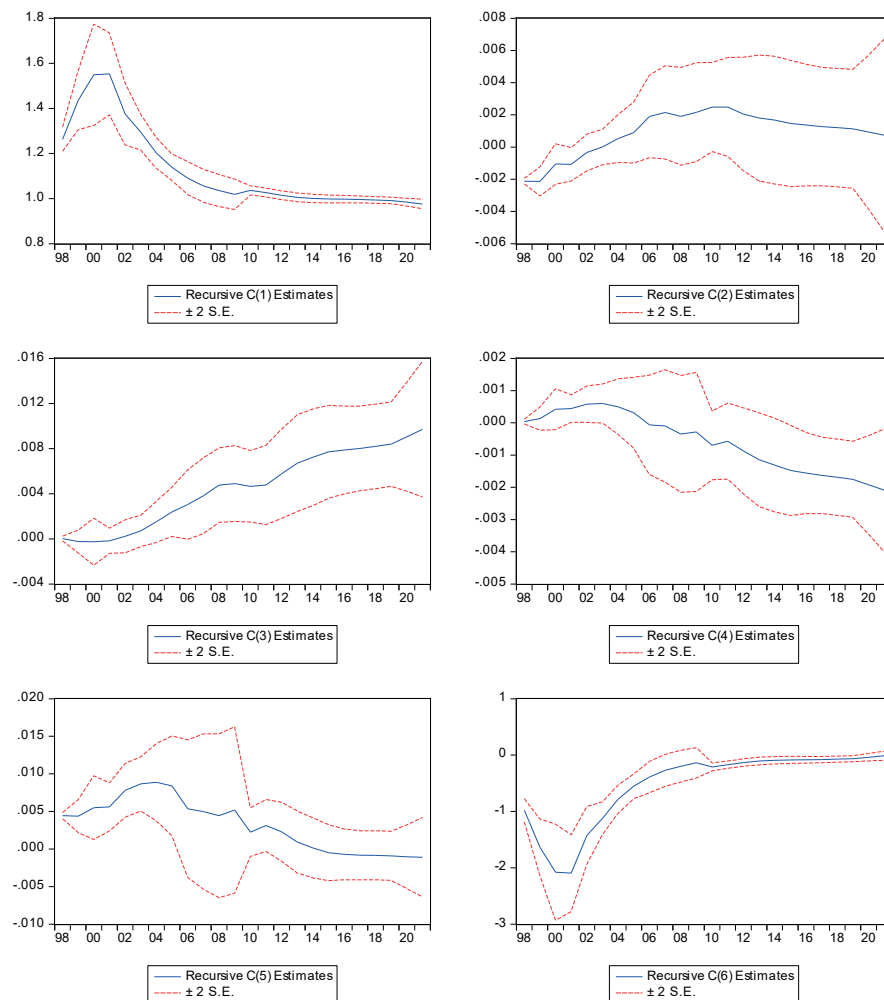 1.8
1.6
1.4
1.2
1.0
0.8
98 00 02 04 06 08 10 12 14 16 18 20
Recursive C(1) Estimates
± 2 S.E.
.008
.006
.004
.002
.000
-.002
-.004
-.006
98 00 02 04 06 08 10 12 14 16 18 20
Recursive C(2) Estimates
± 2 S.E.
.016
.012
.008
.004
.000
-.004
98 00 02 04 06 08 10 12 14 16 18 20
Recursive C(3) Estimates
± 2 S.E.
.002
.001
.000
-.001
-.002
-.003
-.004
-.005
98 00 02 04 06 08 10 12 14 16 18 20
Recursive C(4) Estimates
± 2 S.E.
.020
.015
.010
.005
.000
-.005
-.010
98 00 02 04 06 08 10 12 14 16 18 20
Recursive C(5) Estimates
± 2 S.E.
1
0
-1
-2
-3
98 00 02 04 06 08 10 12 14 16 18 20
Recursive C(6) Estimates
± 2 S.E.